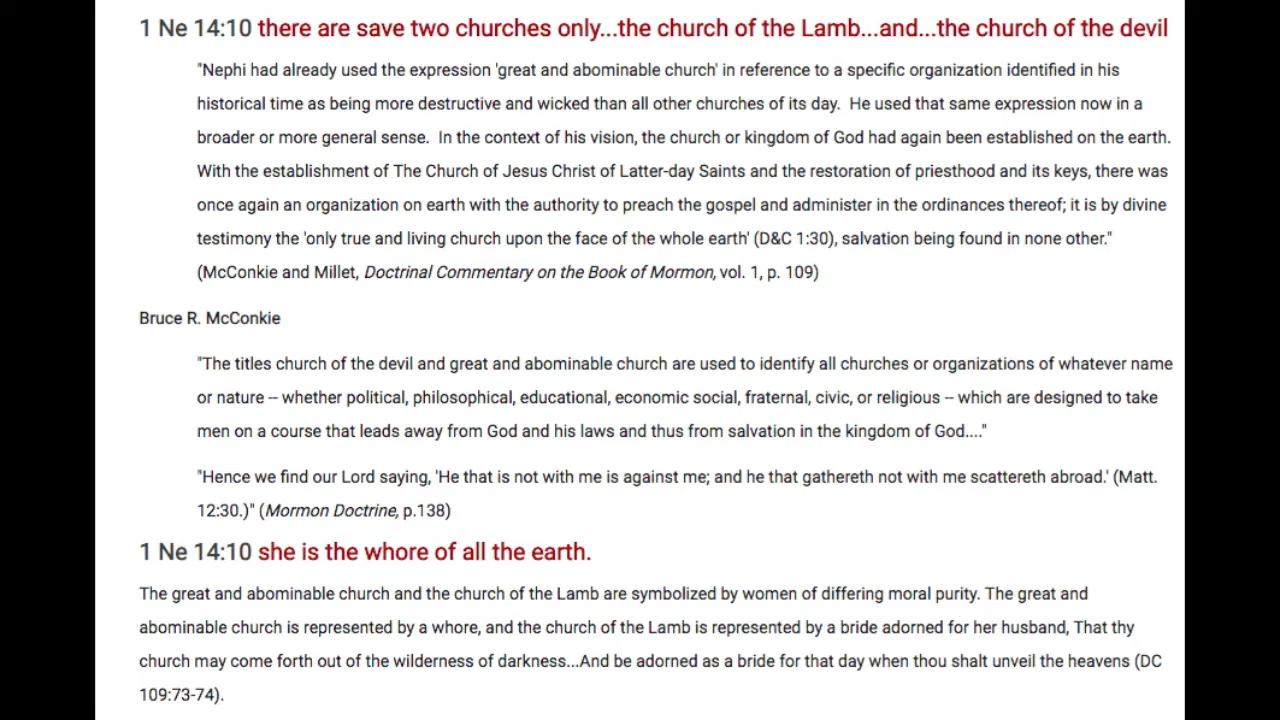 1 Ne 14:10 there are save two churches only...the church of the Lamb...and...the church of the devil
"Nephi had already used the expression 'great and abominable church' in reference to a specific organization identified in his
historical time as being more destructive and wicked than all other churches of its day.  He used that same expression now in a
broader or more general sense.  In the context of his vision, the church or kingdom of God had again been established on the earth.
With the establishment of The Church of Jesus Christ of Latter-day Saints and the restoration of priesthood and its keys, there was
once again an organization on earth with the authority to preach the gospel and administer in the ordinances thereof; it is by divine
testimony the 'only true and living church upon the face of the whole earth' (D&C 1:30), salvation being found in none other."
(McConkie and Millet, Doctrinal Commentary on the Book of Mormon, vol. 1, p. 109)
Bruce R. McConkie
"The titles church of the devil and great and abominable church are used to identify all churches or organizations of whatever name
or nature -- whether political, philosophical, educational, economic social, fraternal, civic, or religious -- which are designed to take
men on a course that leads away from God and his laws and thus from salvation in the kingdom of God...."
"Hence we find our Lord saying, 'He that is not with me is against me; and he that gathereth not with me scattereth abroad.' (Matt.
12:30.)" (Mormon Doctrine, p.138)
1 Ne 14:10 she is the whore of all the earth.
The great and abominable church and the church of the Lamb are symbolized by women of differing moral purity. The great and
abominable church is represented by a whore, and the church of the Lamb is represented by a bride adorned for her husband, That thy
church may come forth out of the wilderness of darkness...And be adorned as a bride for that day when thou shalt unveil the heavens (DC
109:73-74).